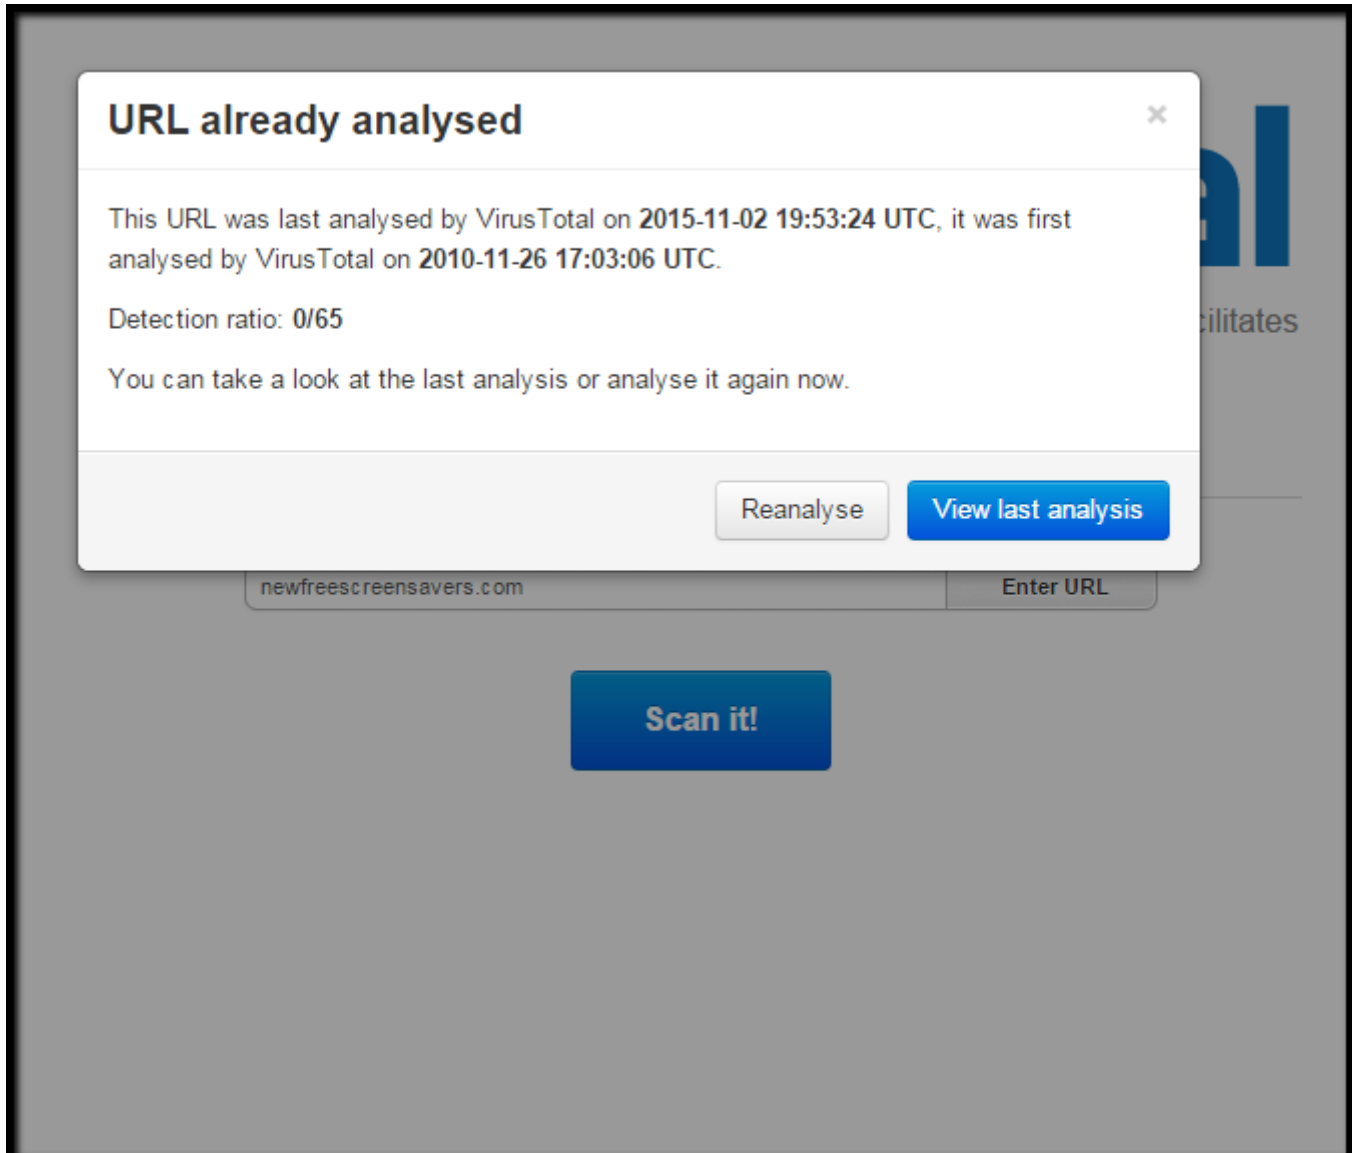 URL already analysed
×
This URL was last analysed by VirusTotal on 2015-11-02 19:53:24 UTC, it was first
analysed by VirusTotal on 2010-11-26 17:03:06 UTC.
Detection ratio: 0/65
You can take a look at the last analysis or analyse it again now.
Reanalyse View last analysis
newfreescreensavers.com Enter URL
Scan it!